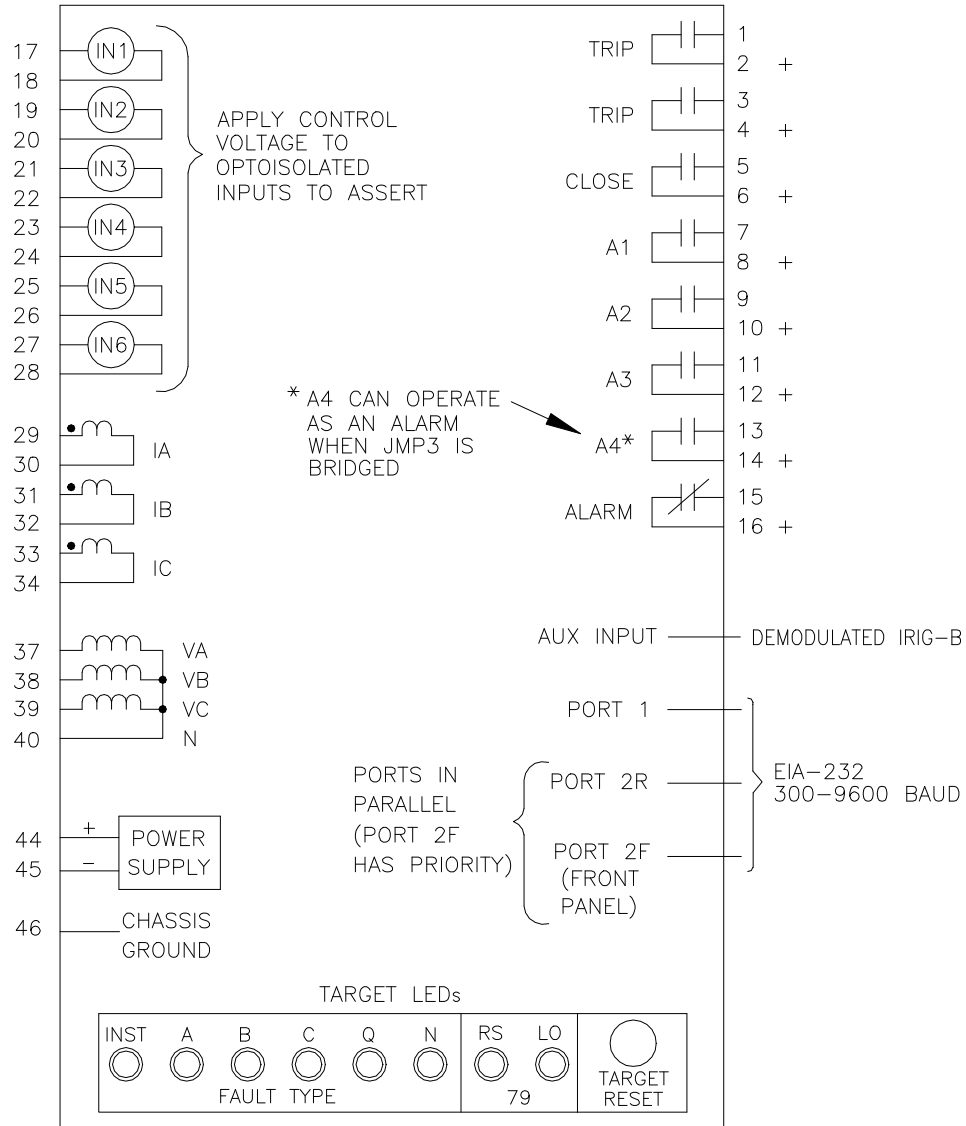 17 IN1
18
19 IN2
20
21 IN3
22
23 IN4
24
25 IN5
26
27 IN6
28
APPLY CONTROL
VOLTAGE TO
OPTOISOLATED
INPUTS TO ASSERT
TRIP 1
2 +
TRIP 3
4 +
CLOSE 5
6 +
A1 7
8 +
A2 9
10 +
A3 11
12 +
A4* 13
14 +
ALARM 15
16 +
* A4 CAN OPERATE
AS AN ALARM
WHEN JMP3 IS
BRIDGED
29
30 IA
31
32 IB
33
34 IC
37 VA
38 VB
39 VC
40 N
AUX INPUT DEMODULATED IRIG-B
PORT 1
PORT 2R
PORT 2F
(FRONT
PANEL)
EIA-232
300-9600 BAUD
PORTS IN
PARALLEL
(PORT 2F
HAS PRIORITY)
44 + POWER
45 - SUPPLY
46 CHASSIS
GROUND
TARGET LEDs
INST A B C Q N RS LO
FAULT TYPE 79
TARGET
RESET